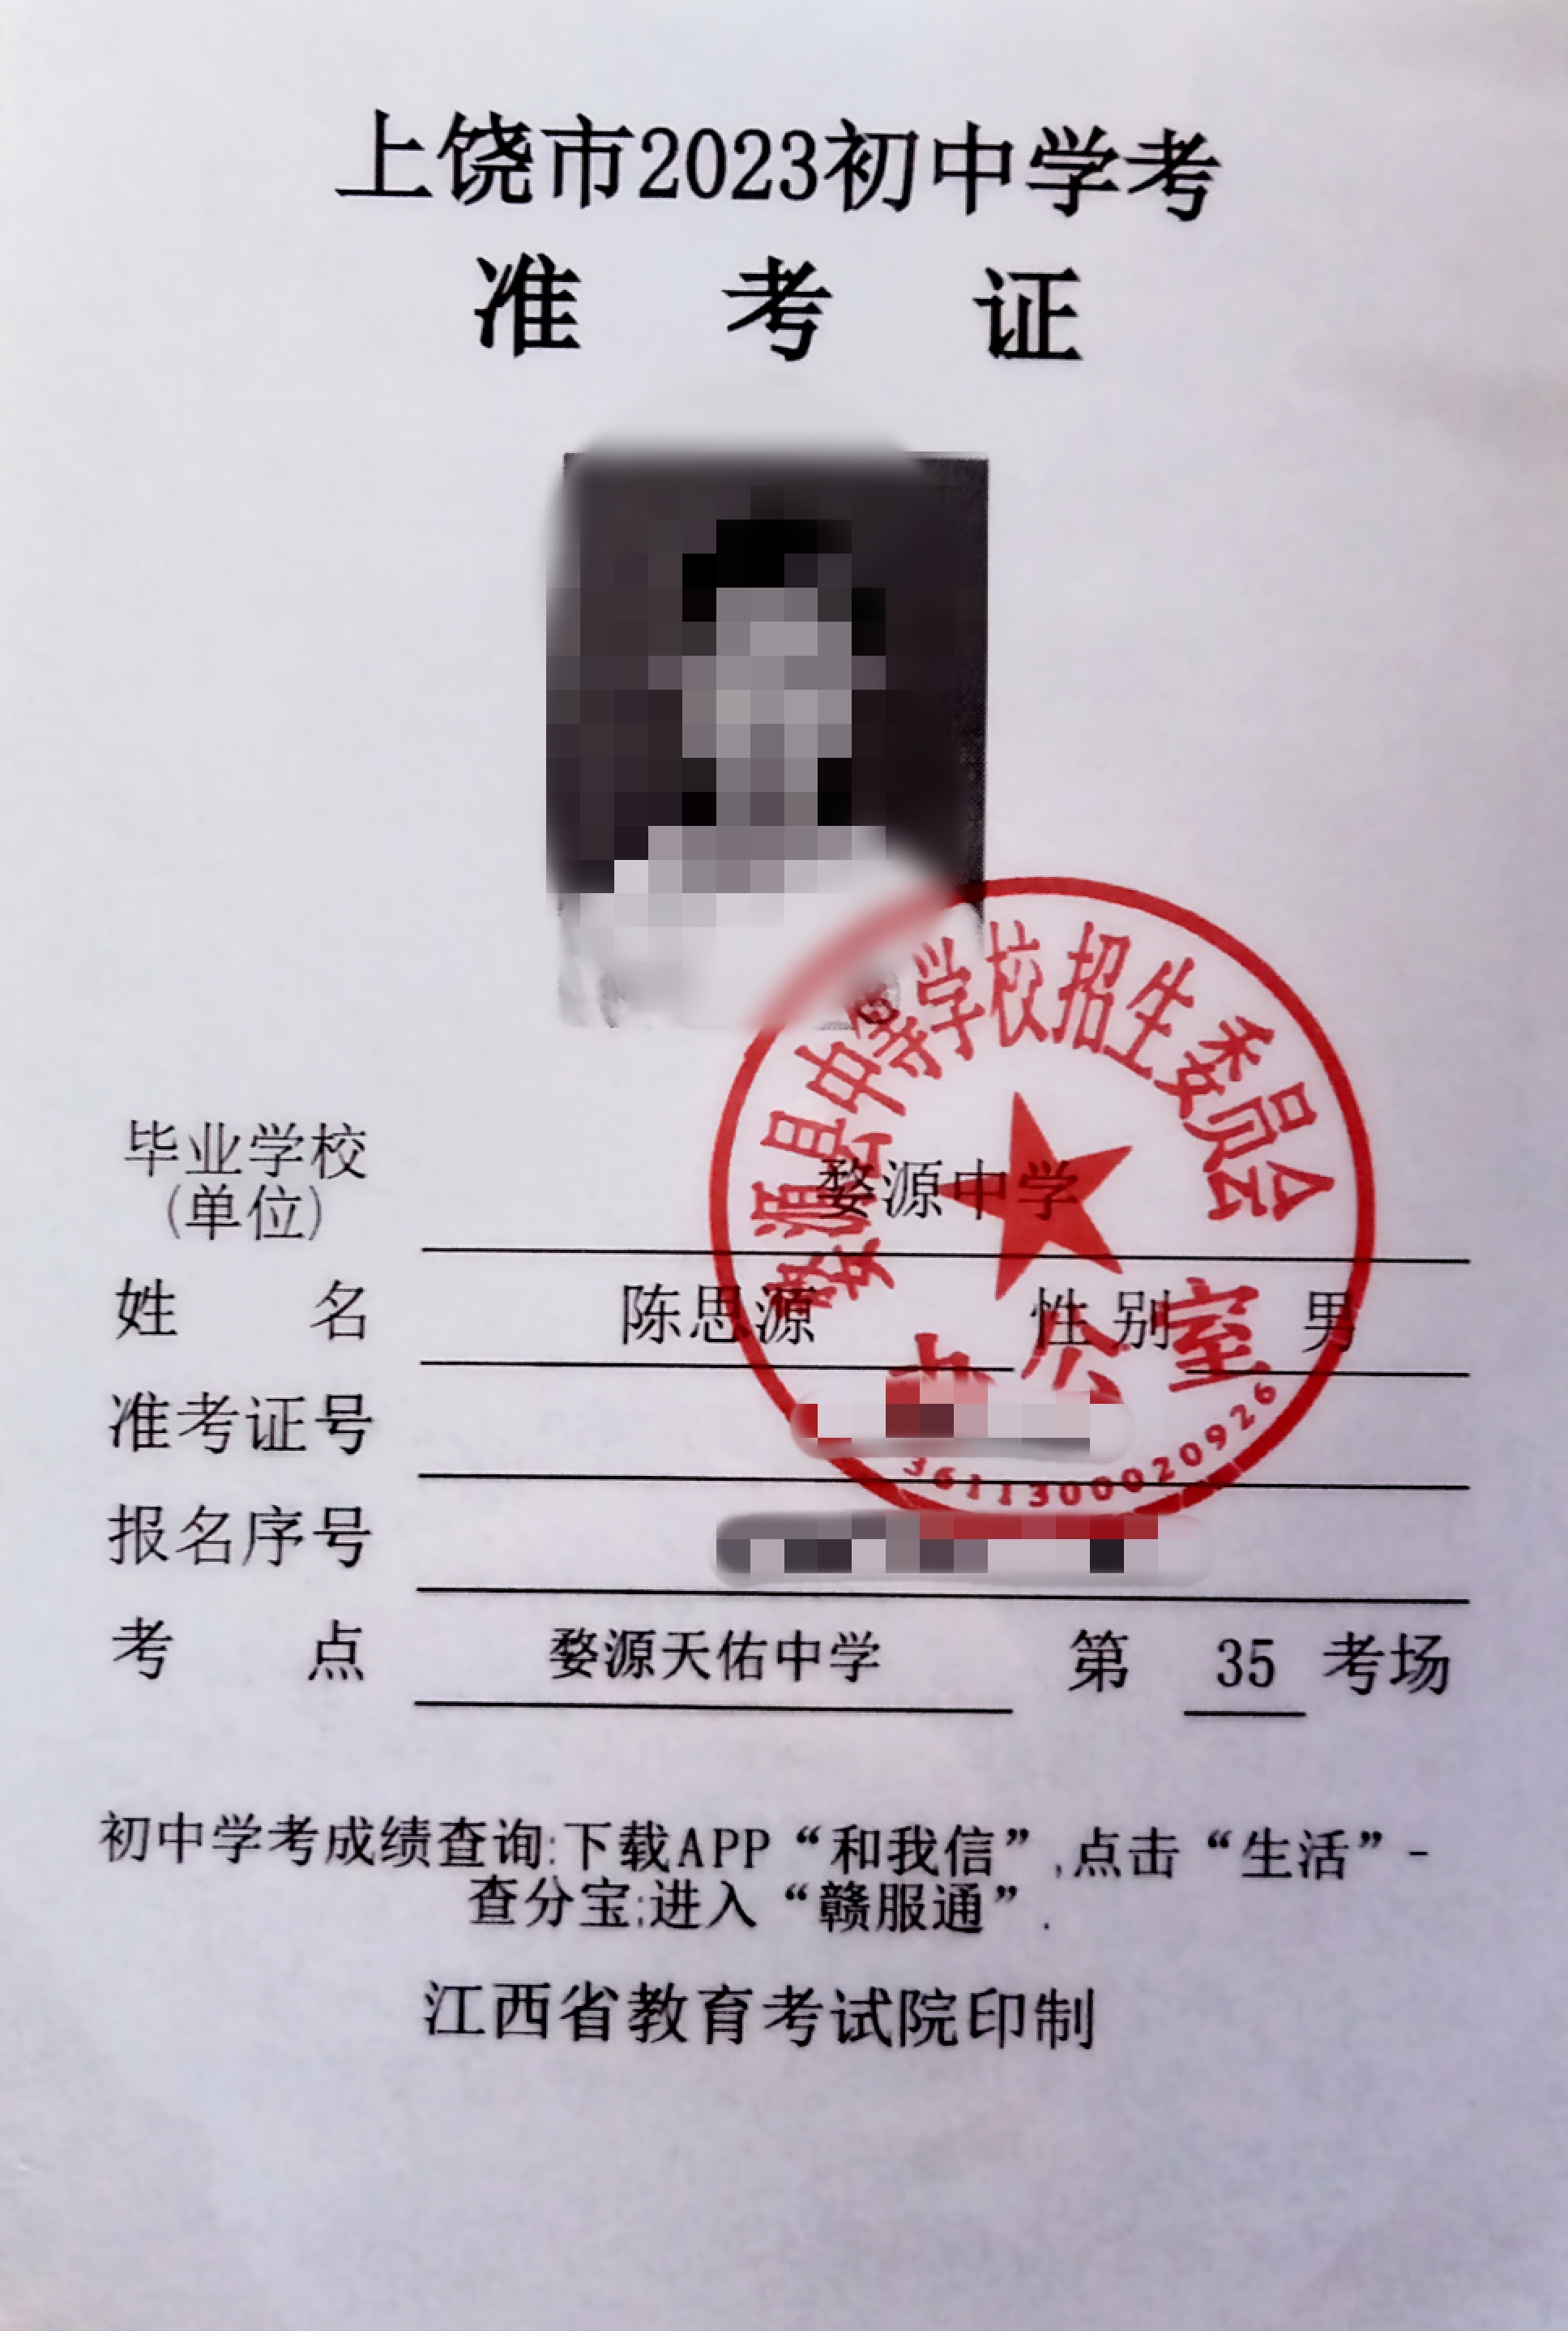 上饶市2023初中学考
准 考 证
毕业学校
(单位)
婺源中学
姓 名 陈思源 性别 男
准考证号
报名序号
考 点 婺源天佑中学 第 35 考场
初中学考成绩查询:下载APP“和我信”,点击“生活”-
查分宝;进入“赣服通”.
江西省教育考试院印制
婺源县中等学校招生委员会
办公室
3611300020926